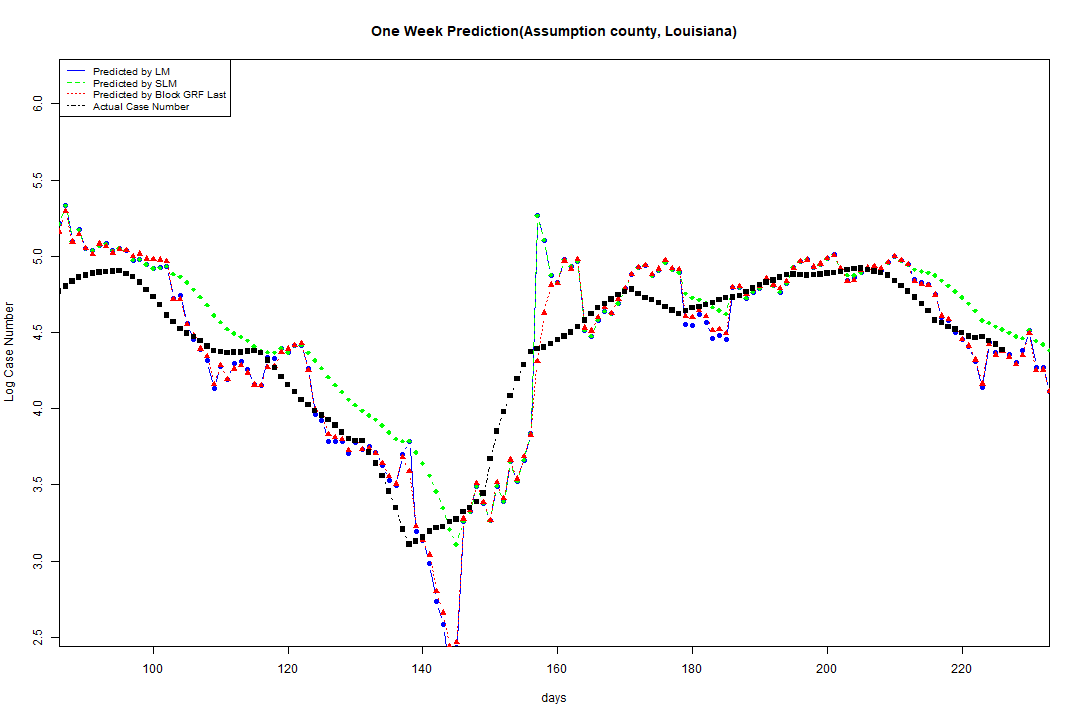 One Week Prediction(Assumption county, Louisiana)
Predicted by LM
Predicted by SLM
Predicted by Block GRF Last
Actual Case Number
Log Case Number
6.0
5.5
5.0
4.5
4.0
3.5
3.0
2.5
100 120 140 160 180 200 220
days